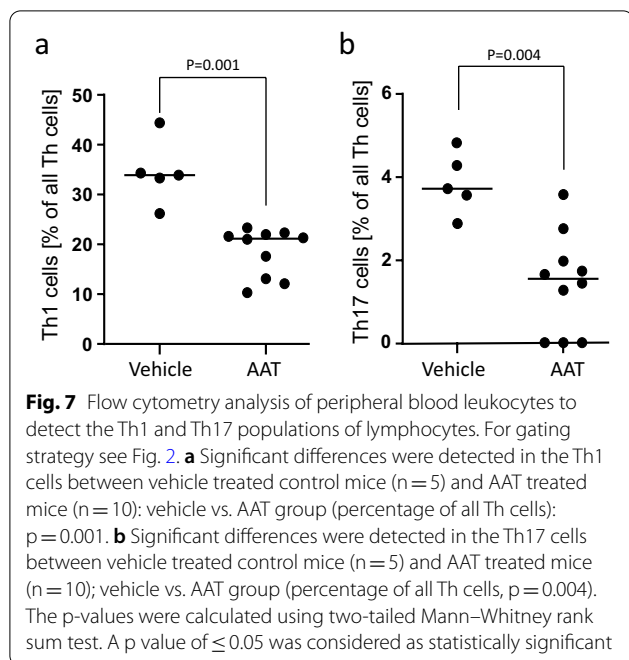 a
b
P=0.001
P=0.004
Th1 cells [% of all Th cells]
50
40
30
20
10
0
Vehicle
AAT
Th17 cells [% of all Th cells]
6
4
2
0
Vehicle
AAT
Fig. 7 Flow cytometry analysis of peripheral blood leukocytes to
detect the Th1 and Th17 populations of lymphocytes. For gating
strategy see Fig. 2. a Significant differences were detected in the Th1
cells between vehicle treated control mice (n = 5) and AAT treated
mice (n = 10): vehicle vs. AAT group (percentage of all Th cells):
p = 0.001. b Significant differences were detected in the Th17 cells
between vehicle treated control mice (n = 5) and AAT treated mice
(n = 10); vehicle vs. AAT group (percentage of all Th cells, p = 0.004).
The p-values were calculated using two-tailed Mann–Whitney rank
sum test. A p value of ≤ 0.05 was considered as statistically significant